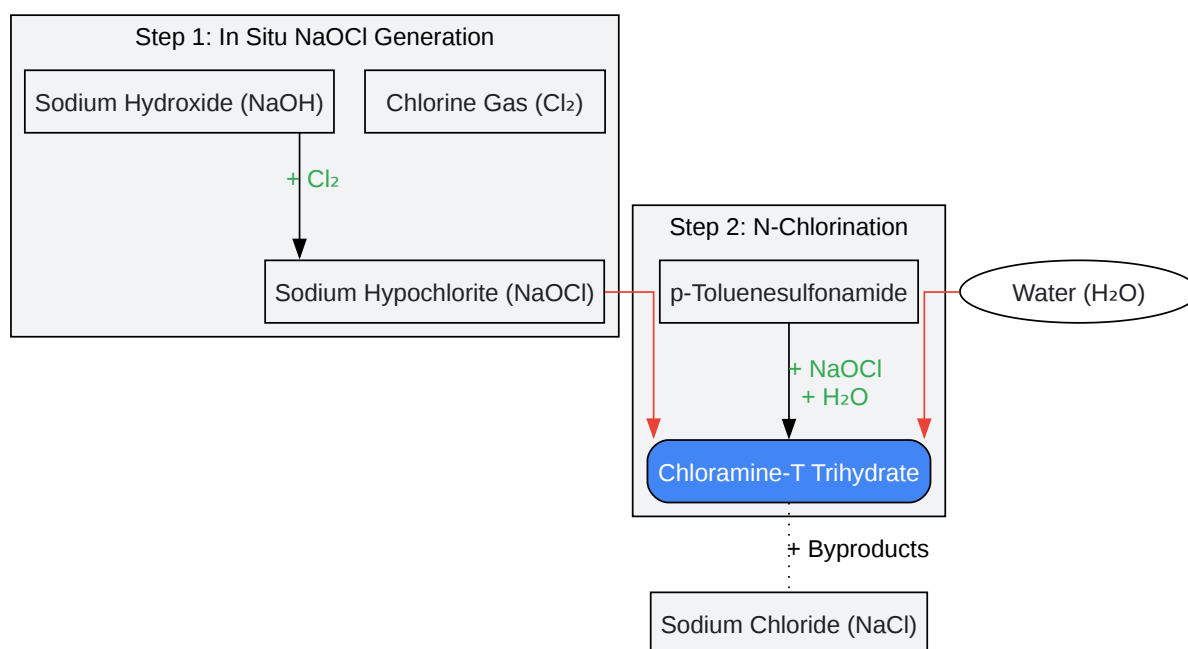 Step 1: In Situ NaOCl Generation
Sodium Hydroxide (NaOH)
Chlorine Gas (Cl₂)
+ Cl₂
Sodium Hypochlorite (NaOCl)
Step 2: N-Chlorination
p-Toluenesulfonamide
Water (H₂O)
+ NaOCl
+ H₂O
Chloramine-T Trihydrate
+ Byproducts
Sodium Chloride (NaCl)